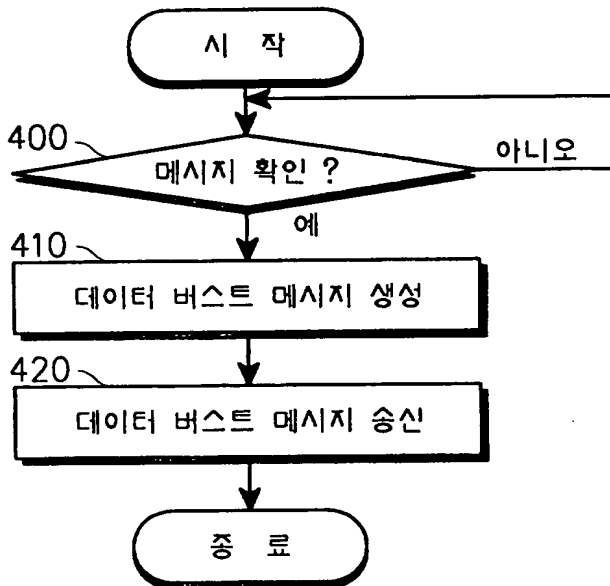 시 작
400
메시지 확인 ?
아니오
예
410
데이터 버스트 메시지 생성
420
데이터 버스트 메시지 송신
종 료